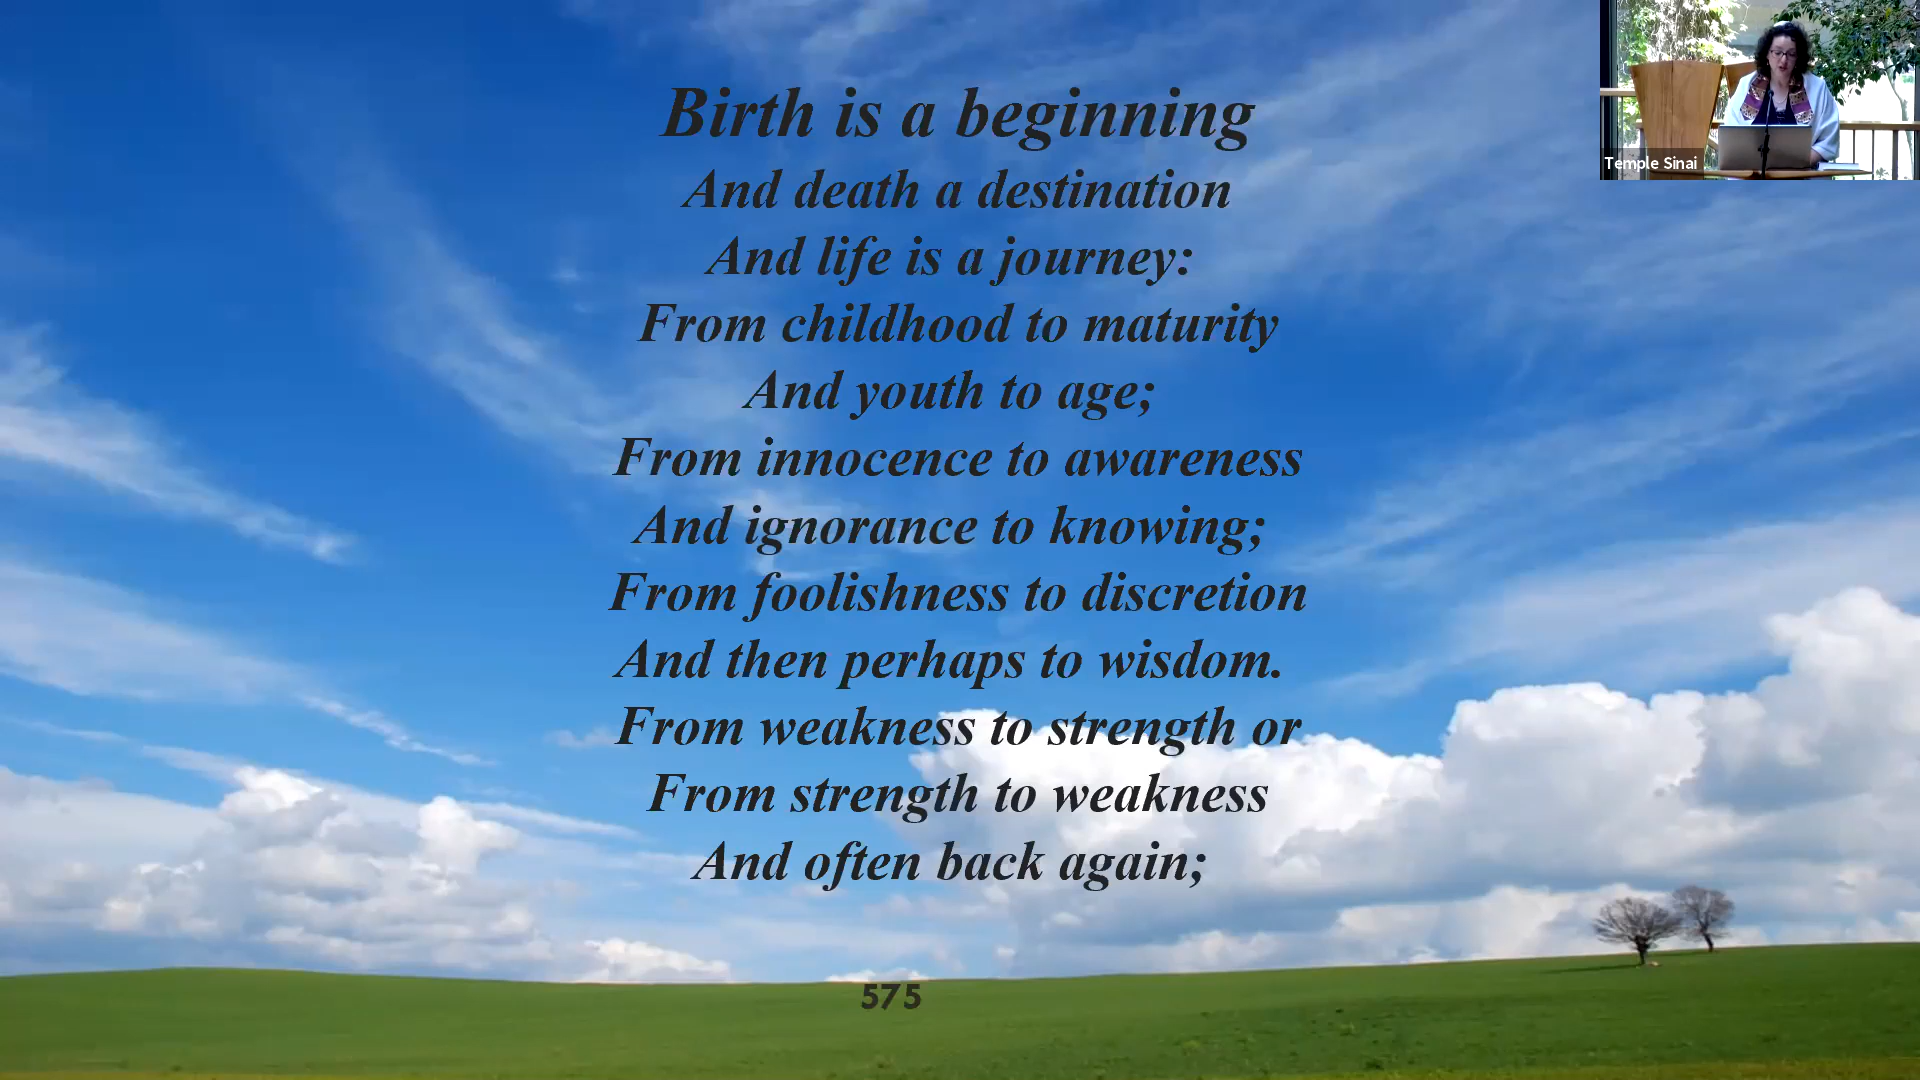 Birth is a beginning
And death a destination
And life is a journey:
From childhood to maturity
And youth to age;
From innocence to awareness
And ignorance to knowing;
From foolishness to discretion
And then perhaps to wisdom.
From weakness to strength or
From strength to weakness
And often back again;
575
Temple Sinai